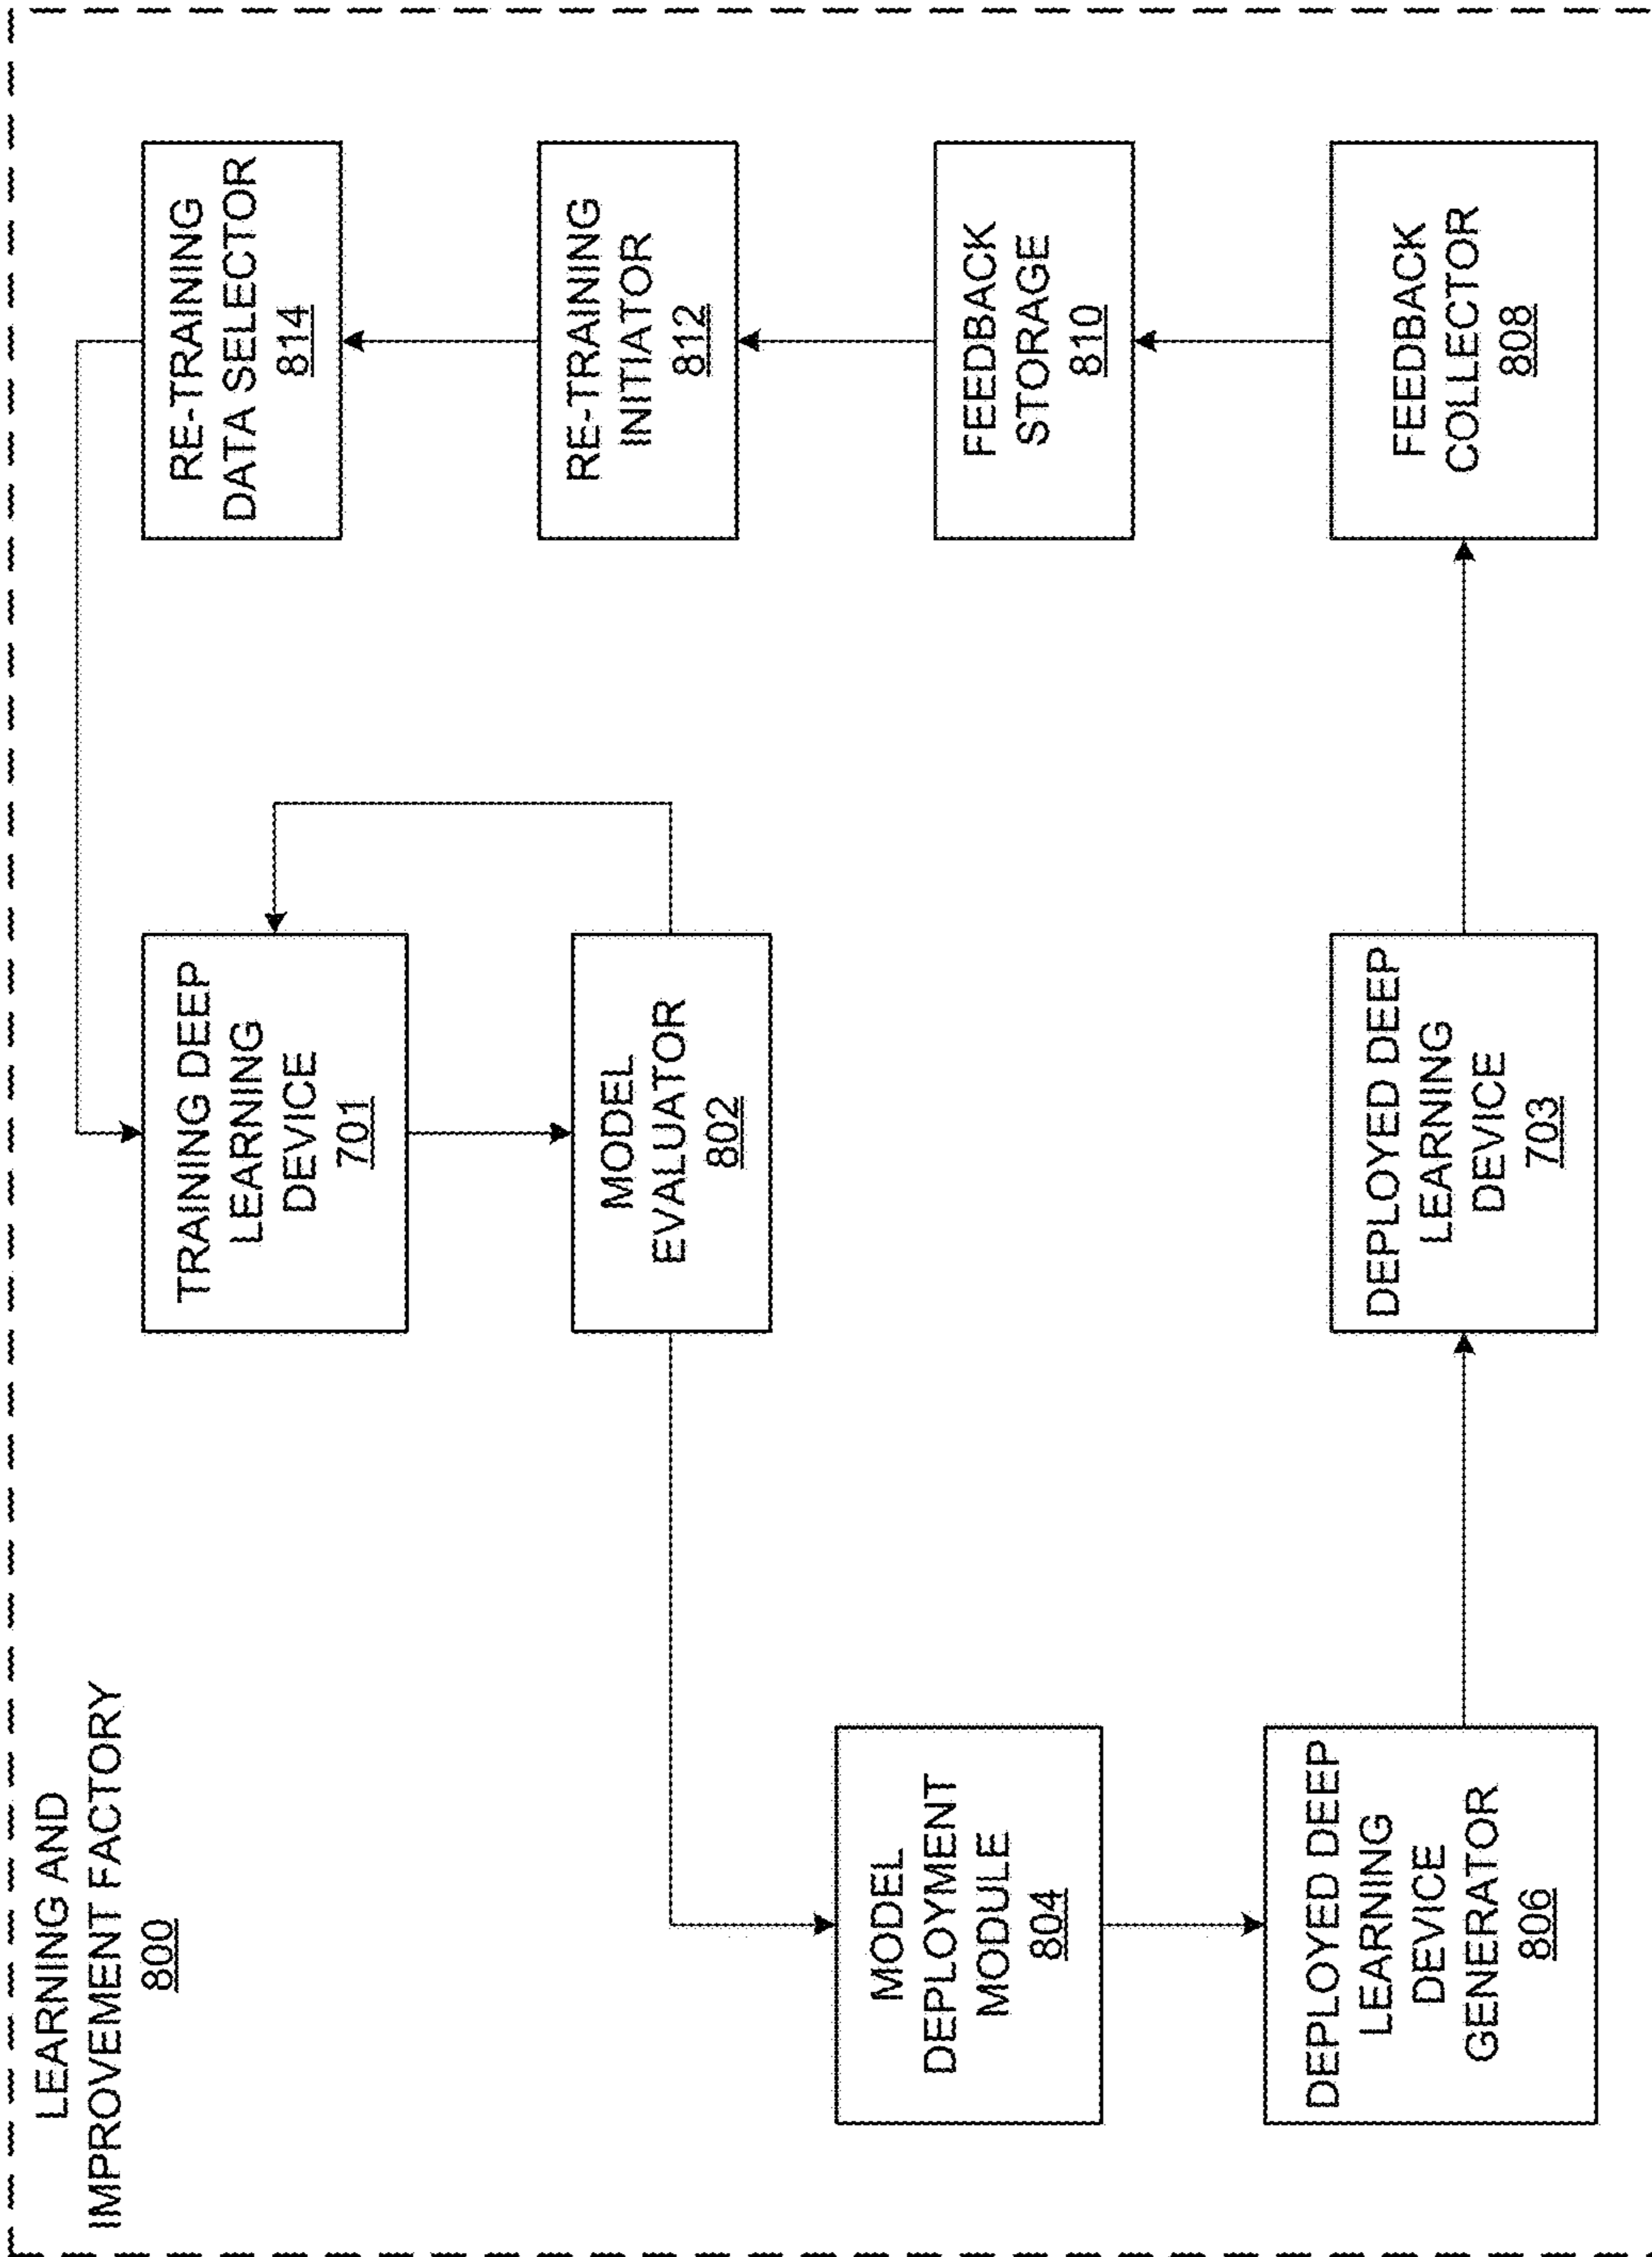 LEARNING AND
IMPROVEMENT FACTORY
800
TRAINING DEEP
LEARNING
DEVICE
701
RE-TRAINING
DATA SELECTOR
814
MODEL
EVALUATOR
802
RE-TRAINING
INITIATOR
812
MODEL
DEPLOYMENT
MODULE
804
FEEDBACK
STORAGE
810
DEPLOYED DEEP
LEARNING
DEVICE
GENERATOR
806
DEPLOYED DEEP
LEARNING
DEVICE
703
FEEDBACK
COLLECTOR
808